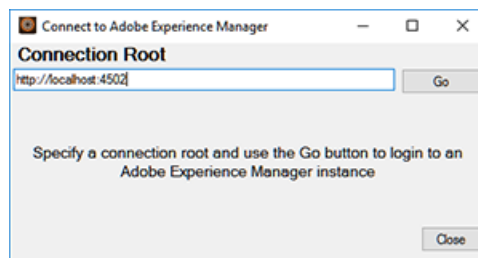 Connect to Adobe Experience Manager
Connection Root
http://localhost:4502
Go
Specify a connection root and use the Go button to login to an
Adobe Experience Manager instance
Close